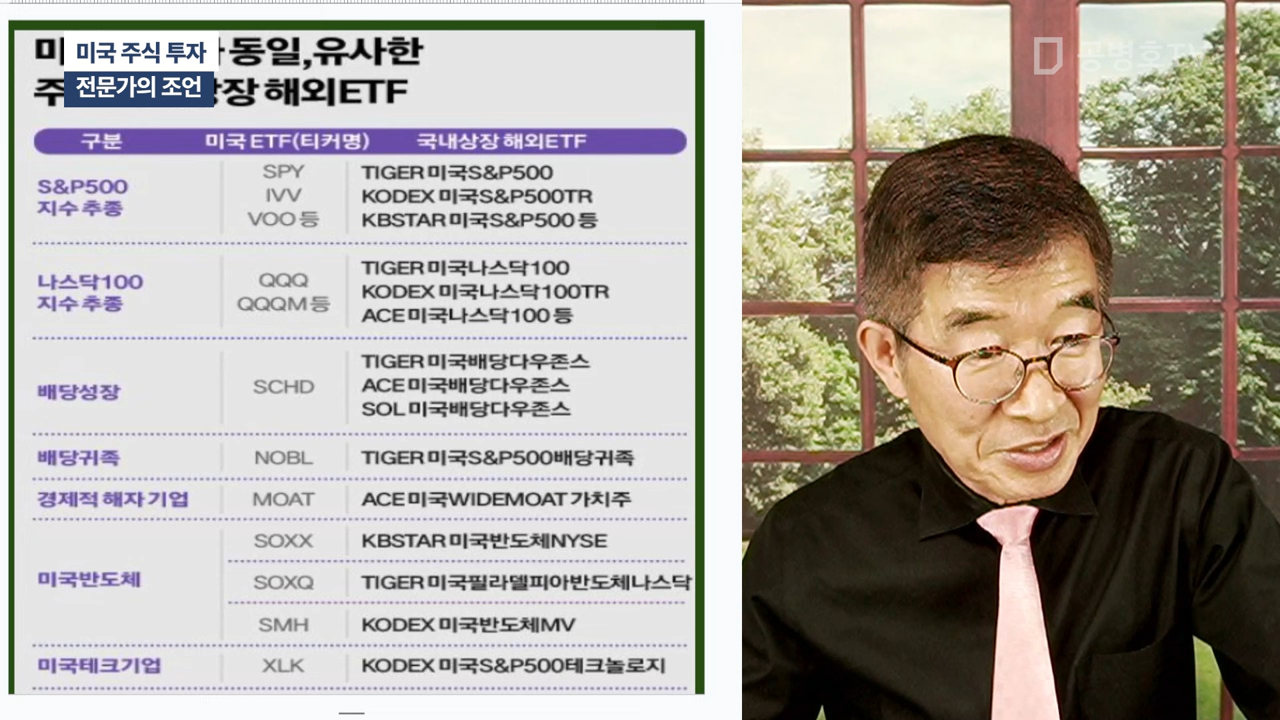 미국 주식 투자
전문가의 조언
미 동일,유사한
주 상장 해외ETF
구분 미국 ETF(티커명) 국내상장 해외ETF
S&P500
지수 추종
SPY TIGER 미국S&P500
IVV KODEX 미국S&P500TR
VOO 등 KBSTAR 미국S&P500 등
나스닥100
지수 추종
QQQ TIGER 미국나스닥100
QQQM 등 KODEX 미국나스닥100TR
ACE 미국나스닥100 등
배당성장 SCHD TIGER 미국배당다우존스
ACE 미국배당다우존스
SOL 미국배당다우존스
배당귀족 NOBL TIGER 미국S&P500배당귀족
경제적 해자 기업 MOAT ACE 미국WIDEMOAT 가치주
미국반도체
SOXX KBSTAR 미국반도체NYSE
SOXQ TIGER 미국필라델피아반도체나스닥
SMH KODEX 미국반도체MV
미국테크기업 XLK KODEX 미국S&P500테크놀로지
공병호TV